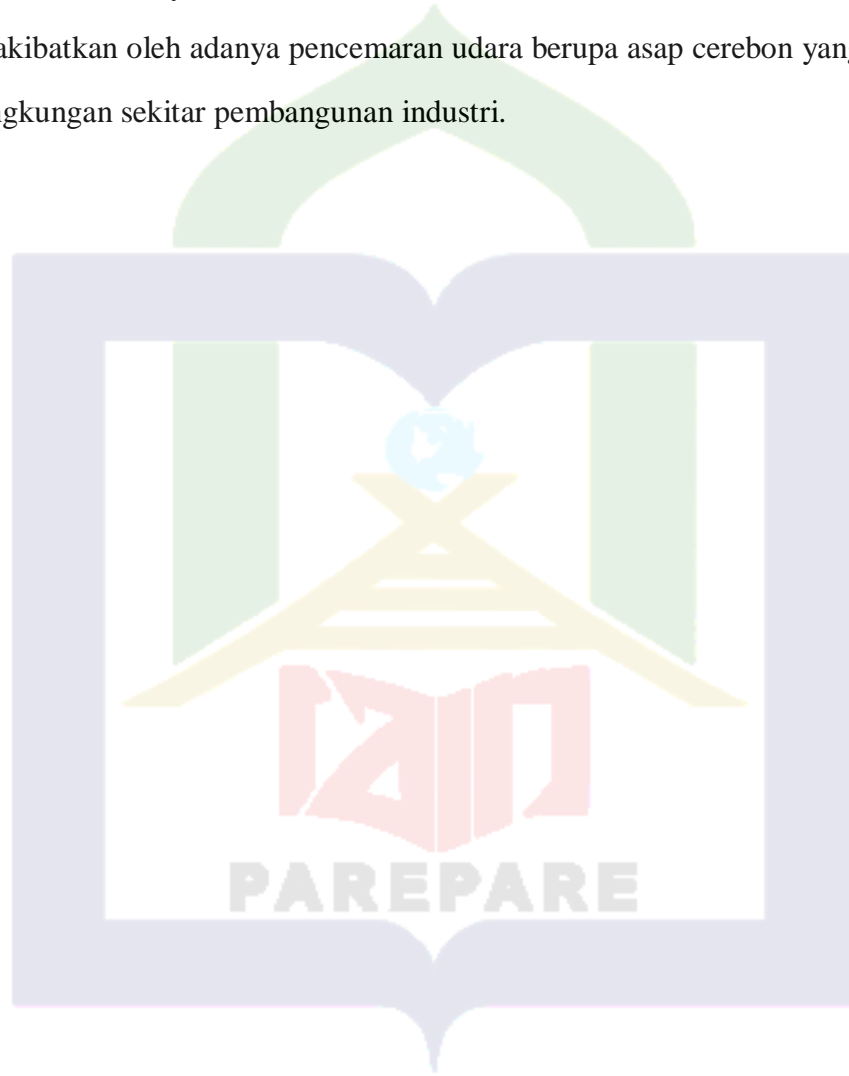 akibatkan oleh adanya pencemaran udara berupa asap cerebon yang
ngkungan sekitar pembangunan industri.
PAREPARE